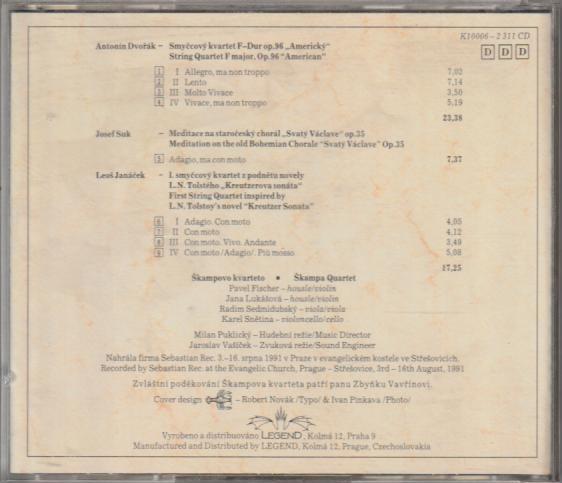 K10006-2 311 CD
D D D
Antonín Dvořák – Smyčcový kvartet F-Dur op.96 „Americký"
String Quartet F major, Op.96 "American"
1 I Allegro, ma non troppo 7,02
2 II Lento 7,14
3 III Molto Vivace 3,50
4 IV Vivace, ma non troppo 5,19
23,38
Josef Suk – Meditace na staročeský chorál „Svatý Václave" op.35
Meditation on the old Bohemian Chorale "Svatý Václave" Op.35
5 Adagio, ma con moto 7,37
Leoš Janáček – I. smyčcový kvartet z podnětu novely
L.N. Tolstého „Kreutzerova sonáta"
First String Quartet inspired by
L.N. Tolstoy's novel "Kreutzer Sonata"
6 I Adagio. Con moto 4,05
7 II Con moto 4,12
8 III Con moto. Vivo. Andante 3,49
9 IV Con moto /Adagio/. Più mosso 5,08
17,25
Škampovo kvarteto • Škampa Quartet
Pavel Fischer – housle/violin
Jana Lukášová – housle/violin
Radim Sedmidubský – viola/viola
Karel Snětina – violoncello/cello
Milan Puklický – Hudební režie/Music Director
Jaroslav Vašíček – Zvuková režie/Sound Engineer
Nahrála firma Sebastian Rec. 3.–16. srpna 1991 v Praze v evangelickém kostele ve Střešovicích.
Recorded by Sebastian Rec. at the Evangelic Church, Prague – Střešovice, 3rd – 16th August, 1991
Zvláštní poděkování Škampova kvarteta patří panu Zbyňku Vavřínovi.
Cover design – Robert Novák /Typo/ & Ivan Pinkava /Photo/
Vyrobeno a distribuováno LEGEND, Kolmá 12, Praha 9
Manufactured and Distributed by LEGEND, Kolmá 12, Prague, Czechoslovakia